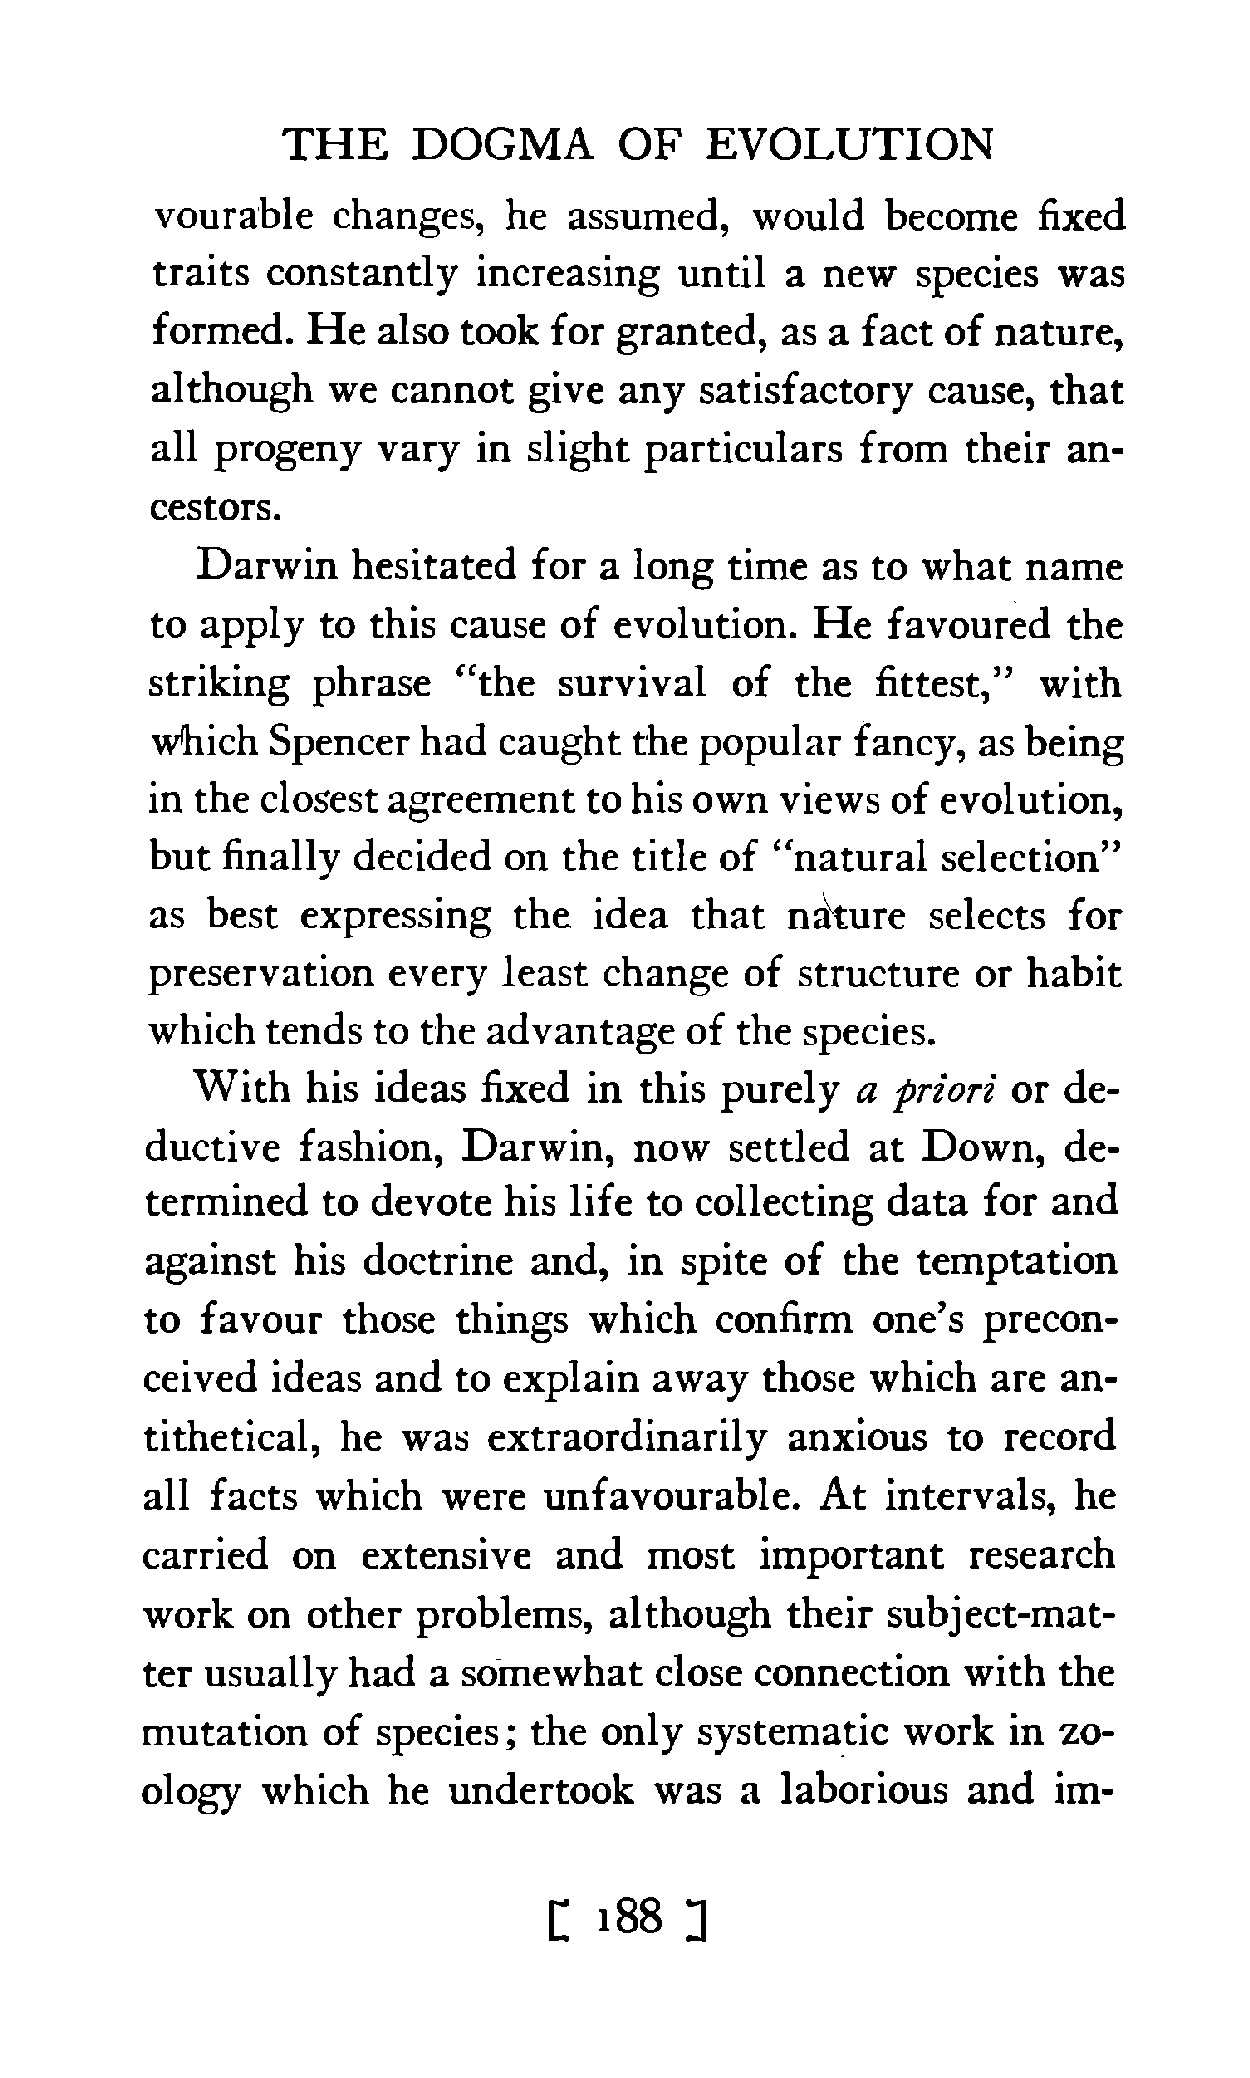 THE DOGMA OF EVOLUTION
vourable changes, he assumed, would become fixed
traits constantly increasing until a new species was
formed. He also took for granted, as a fact of nature,
although we cannot give any satisfactory cause, that
all progeny vary in slight particulars from their an-
cestors.
Darwin hesitated for a long time as to what name
to apply to this cause of evolution. He favoured the
striking phrase "the survival of the fittest," with
which Spencer had caught the popular fancy, as being
in the closest agreement to his own views of evolution,
but finally decided on the title of "natural selection"
as best expressing the idea that nature selects for
preservation every least change of structure or habit
which tends to the advantage of the species.
With his ideas fixed in this purely a priori or de-
ductive fashion, Darwin, now settled at Down, de-
termined to devote his life to collecting data for and
against his doctrine and, in spite of the temptation
to favour those things which confirm one's precon-
ceived ideas and to explain away those which are an-
tithetical, he was extraordinarily anxious to record
all facts which were unfavourable. At intervals, he
carried on extensive and most important research
work on other problems, although their subject-mat-
ter usually had a somewhat close connection with the
mutation of species; the only systematic work in zo-
ology which he undertook was a laborious and im-
[ 188 ]